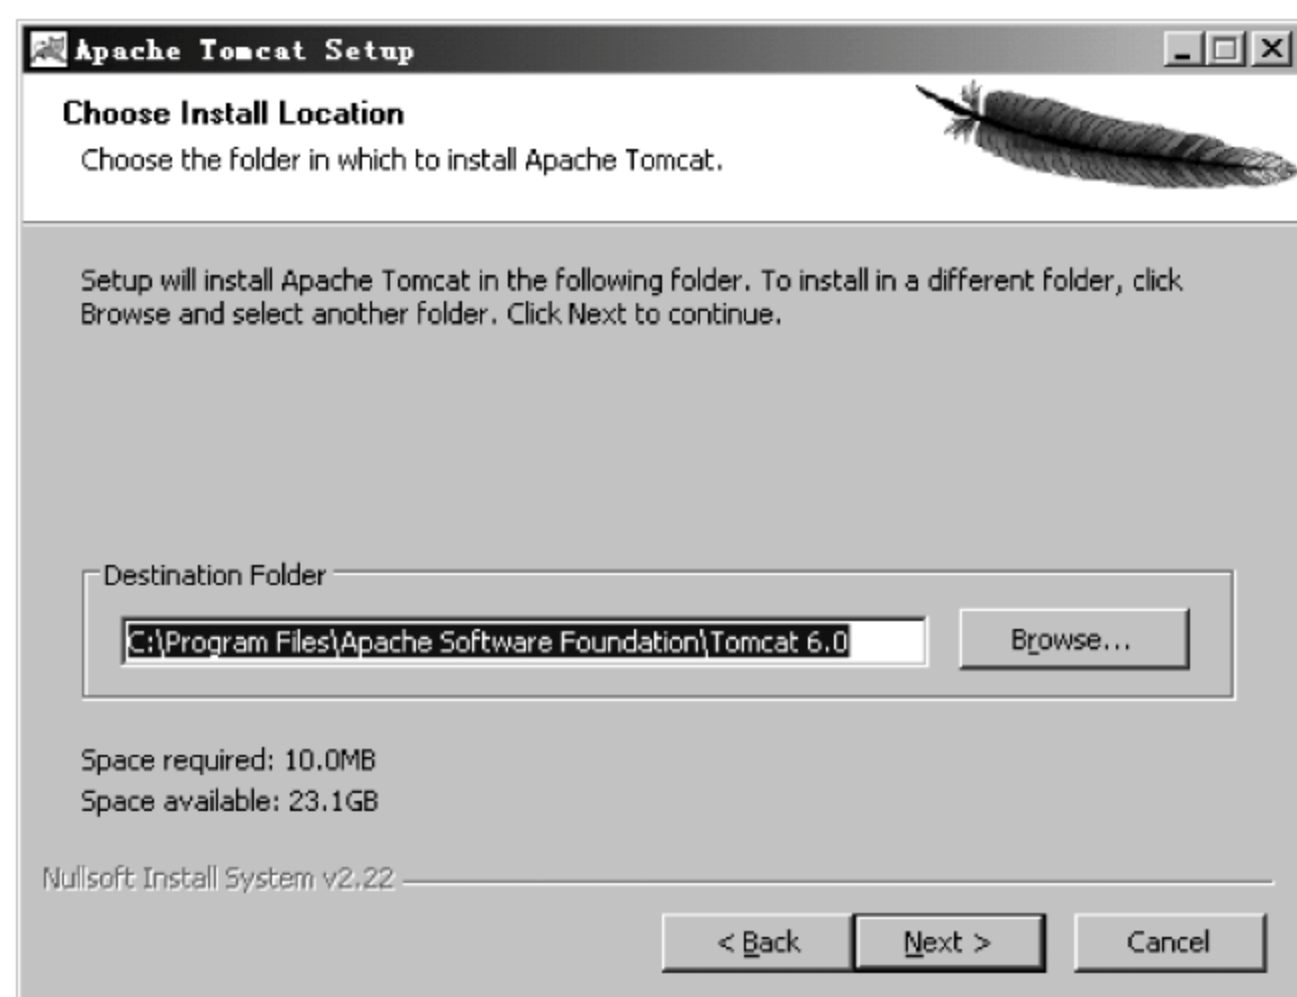 Apache Tomcat Setup
Choose Install Location
Choose the folder in which to install Apache Tomcat.
Setup will install Apache Tomcat in the following folder. To install in a different folder, click
Browse and select another folder. Click Next to continue.
Destination Folder
C:\Program Files\Apache Software Foundation\Tomcat 6.0
Browse...
Space required: 10.0MB
Space available: 23.1GB
Nullsoft Install System v2.22
< Back
Next >
Cancel